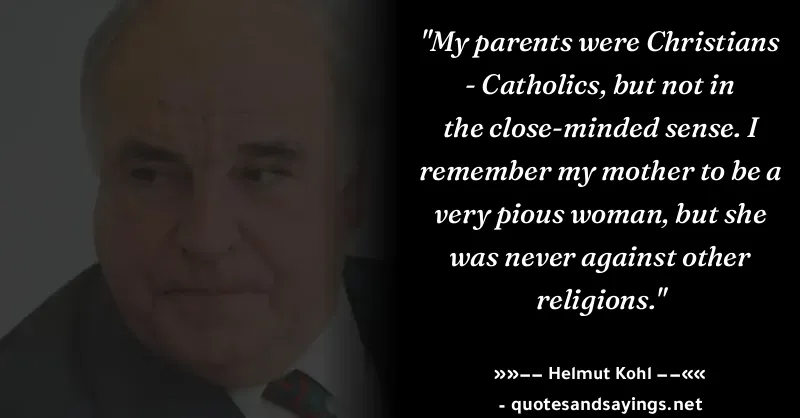 "My parents were Christians
- Catholics, but not in
the close-minded sense. I
remember my mother to be a
very pious woman, but she
was never against other
religions."
»»−− Helmut Kohl −−««
- quotesandsayings.net